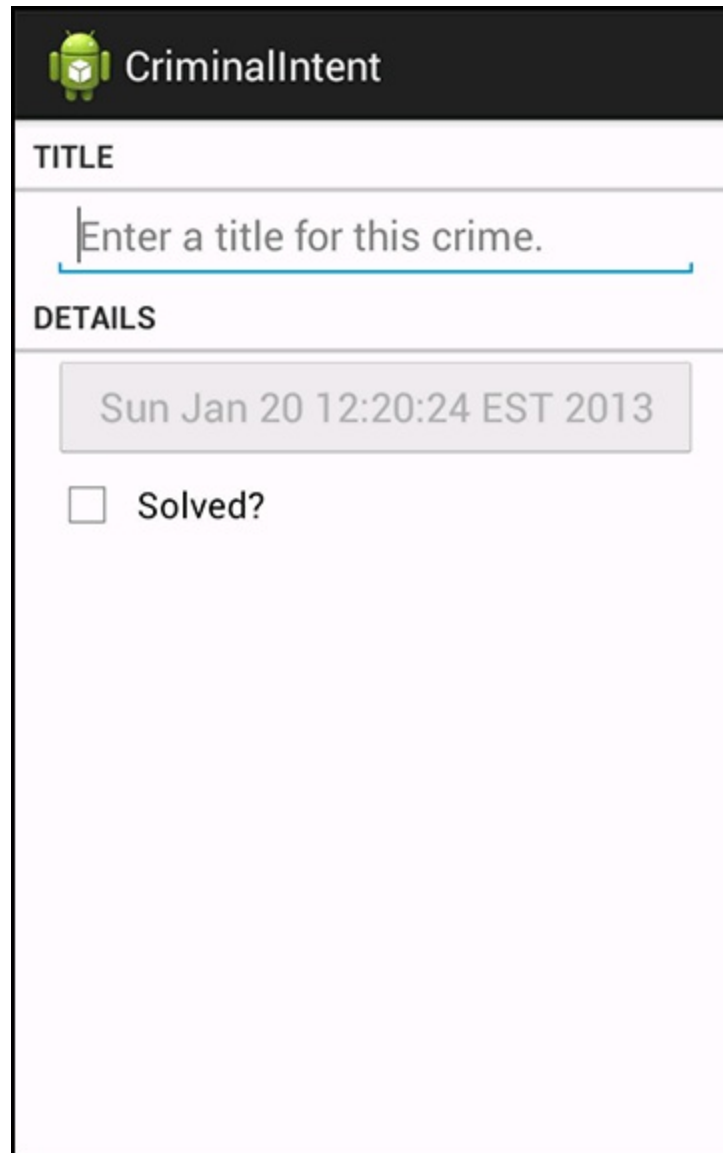 CriminalIntent
TITLE
Enter a title for this crime.
DETAILS
Sun Jan 20 12:20:24 EST 2013
Solved?